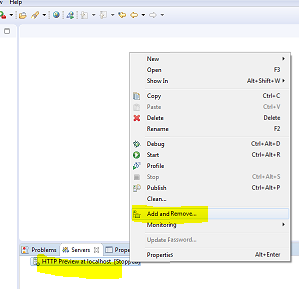 Help
New
Open F3
Show In Alt+Shift+W
Copy Ctrl+C
Paste Ctrl+V
Delete Delete
Rename F2
Debug Ctrl+Alt+D
Start Ctrl+Alt+R
Profile
Stop Ctrl+Alt+S
Publish Ctrl+Alt+P
Clean...
Add and Remove...
Monitoring
Update Password...
Properties Alt+Enter
Problems Servers Prope
HTTP Preview at localhost [Stopped